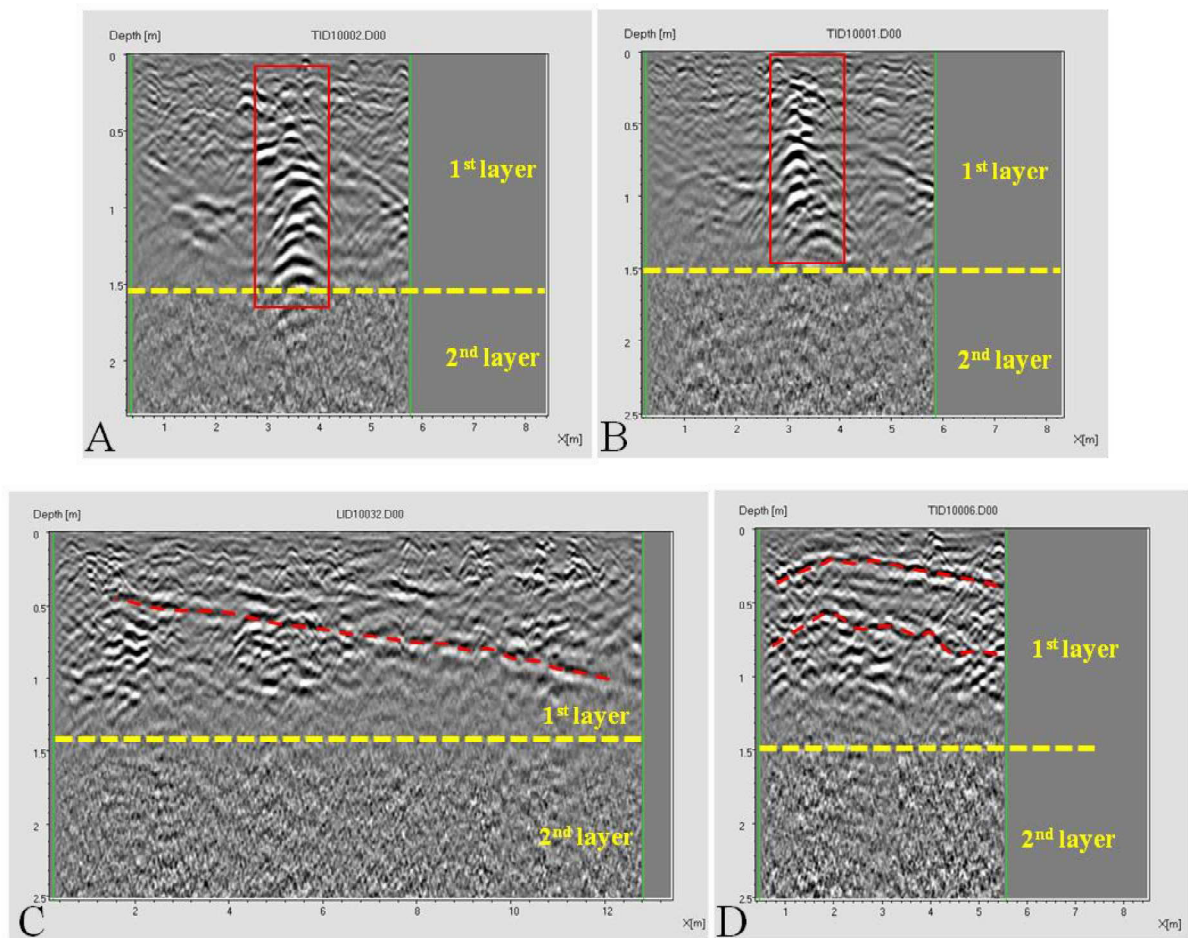 Depth [m]
TID10002.D00
0
0.5
1
1.5
2
1st layer
2nd layer
1 2 3 4 5 6 7 8
X[m]
A
Depth [m]
TID10001.D00
0
0.5
1
1.5
2
2.5
1st layer
2nd layer
1 2 3 4 5 6 7 8
X[m]
B
Depth [m]
LID10032.D00
0
0.5
1
1.5
2
2.5
1st layer
2nd layer
2 4 6 8 10 12
X[m]
C
Depth [m]
TID10006.D00
0
0.5
1
1.5
2
2.5
1st layer
2nd layer
1 2 3 4 5 6 7 8
X[m]
D